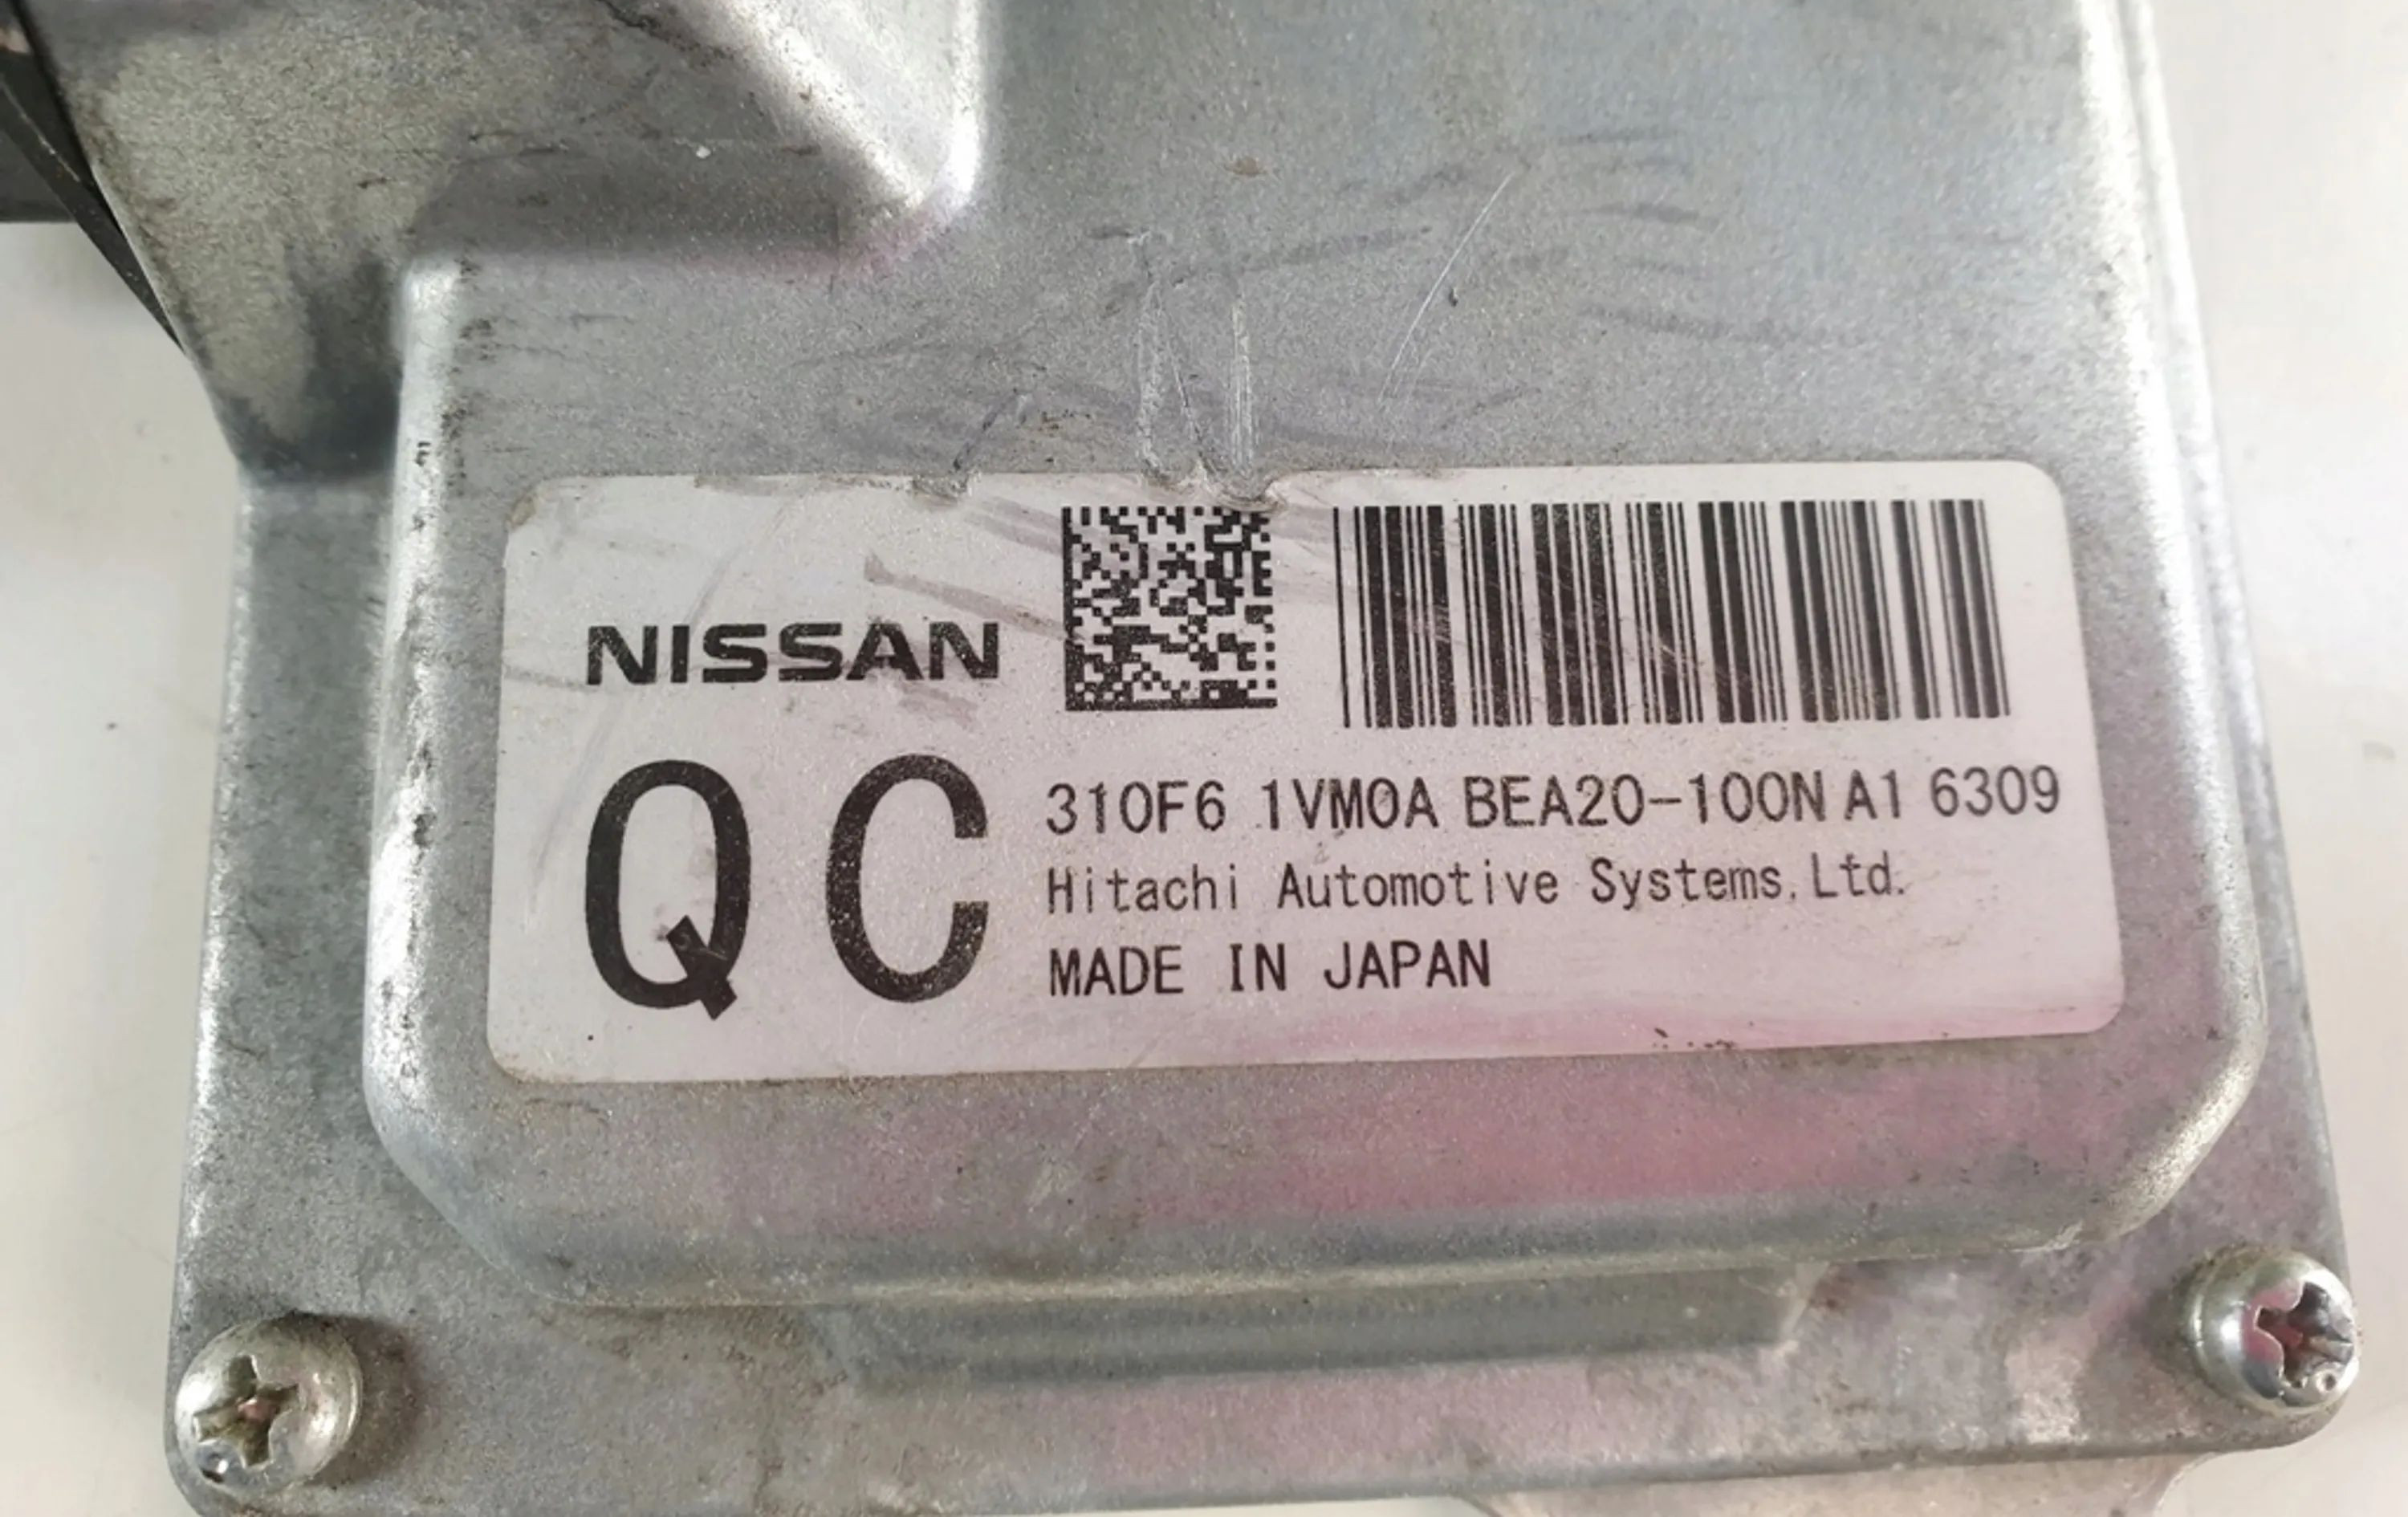 NISSAN
QC
310F6 1VM0A BEA20-100N A1 6309
Hitachi Automotive Systems,Ltd.
MADE IN JAPAN